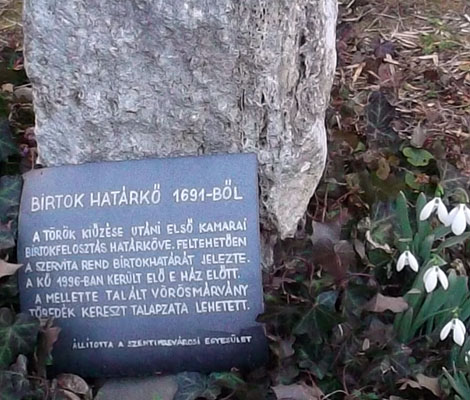 BIRTOK HATÁRKŐ 1691-BŐL
A TÖRÖK KIŰZÉSE UTÁNI ELSŐ KAMARAI
BIRTOKFELOSZTÁS HATÁRKÖVE. FELTEHETŐEN
A SZERVITA REND BIRTOKHATÁRÁT JELEZTE.
A KŐ 1996-BAN KERÜLT ELŐ E HÁZ ELŐTT.
A MELLETTE TALÁLT VÖRÖSMÁRVÁNY
TÖREDÉK KERESZT TALAPZATA LEHETETT.
ÁLLÍTOTTA A SZENTIMREVÁROSI EGYESÜLET